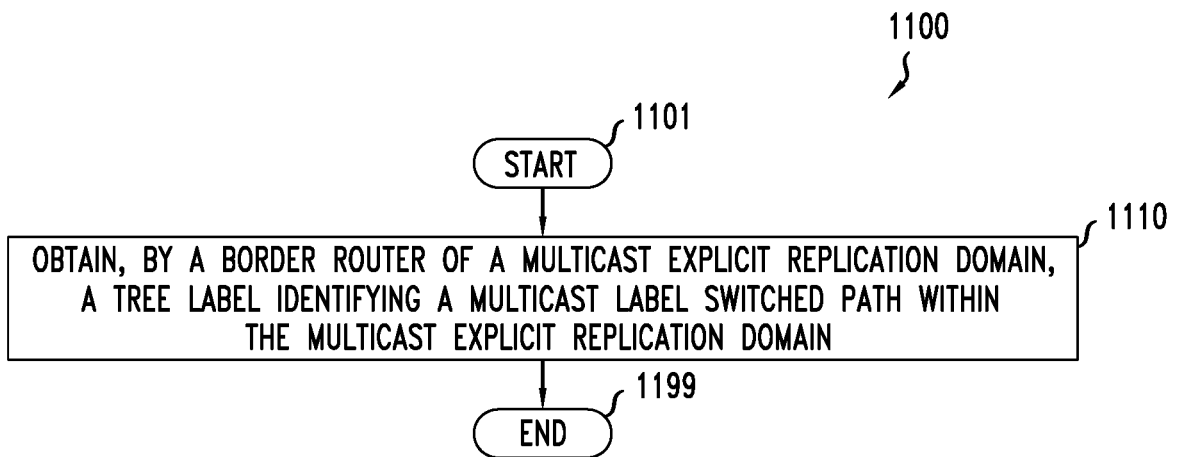 1100
1101
START
1110
OBTAIN, BY A BORDER ROUTER OF A MULTICAST EXPLICIT REPLICATION DOMAIN,
A TREE LABEL IDENTIFYING A MULTICAST LABEL SWITCHED PATH WITHIN
THE MULTICAST EXPLICIT REPLICATION DOMAIN
1199
END